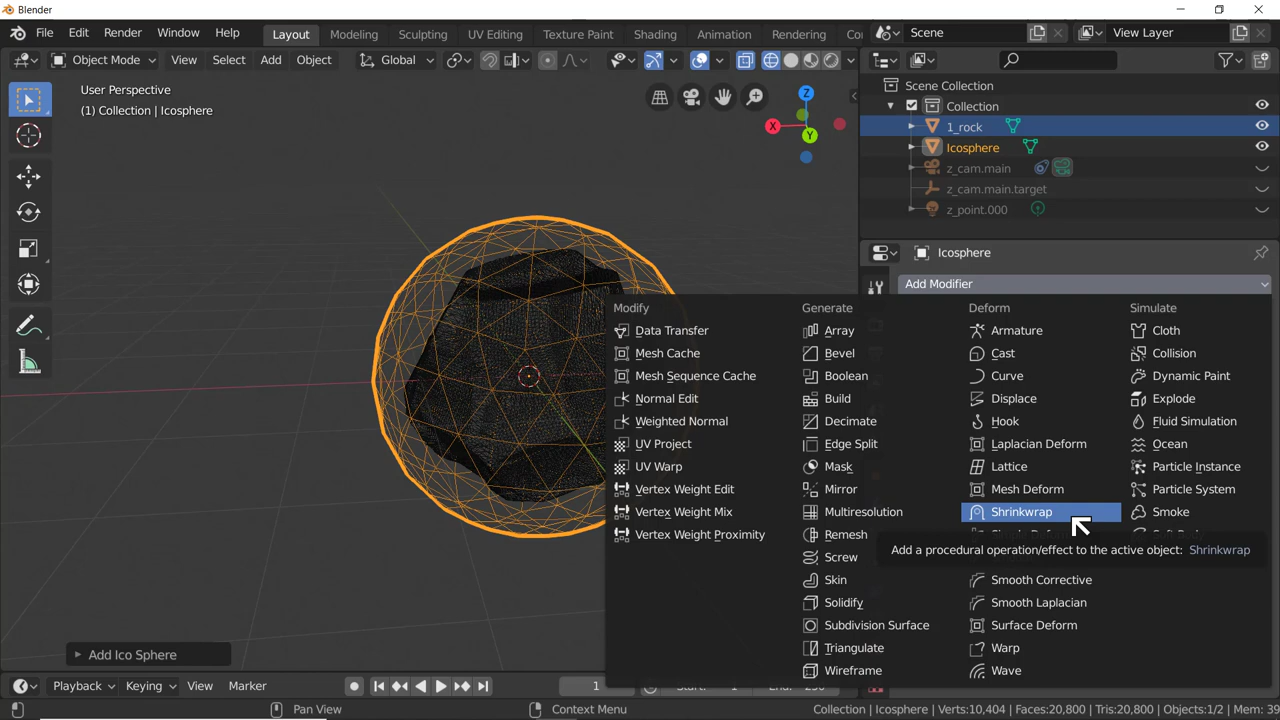 Blender
File Edit Render Window Help
Layout Modeling Sculpting UV Editing Texture Paint Shading Animation Rendering
Scene
View Layer
Object Mode View Select Add Object
Global
User Perspective
(1) Collection | Icosphere
Z
X
Y
Scene Collection
Collection
1_rock
Icosphere
z_cam.main
z_cam.main.target
z_point.000
Icosphere
Add Modifier
Modify
Data Transfer
Mesh Cache
Mesh Sequence Cache
Normal Edit
Weighted Normal
UV Project
UV Warp
Vertex Weight Edit
Vertex Weight Mix
Vertex Weight Proximity
Generate
Array
Bevel
Boolean
Build
Decimate
Edge Split
Mask
Mirror
Multiresolution
Remesh
Screw
Skin
Solidify
Subdivision Surface
Triangulate
Wireframe
Deform
Armature
Cast
Curve
Displace
Hook
Laplacian Deform
Lattice
Mesh Deform
Shrinkwrap
Smooth Corrective
Smooth Laplacian
Surface Deform
Warp
Wave
Simulate
Cloth
Collision
Dynamic Paint
Explode
Fluid Simulation
Ocean
Particle Instance
Particle System
Smoke
Add a procedural operation/effect to the active object: Shrinkwrap
Add Ico Sphere
Playback Keying View Marker
1
Pan View
Context Menu
Collection | Icosphere | Verts:10,404 | Faces:20,800 | Tris:20,800 | Objects:1/2 | Mem: 39